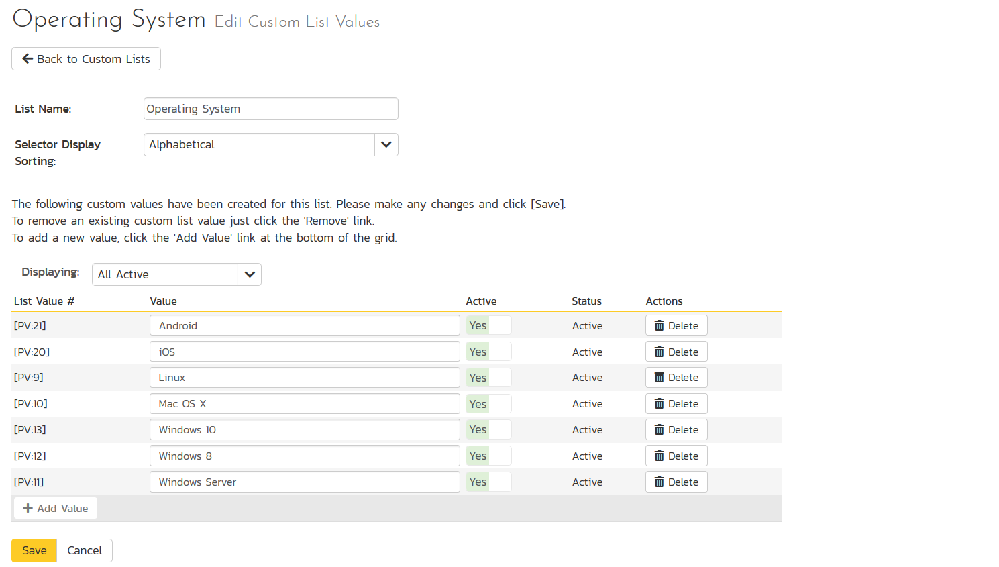 Operating System Edit Custom List Values
Back to Custom Lists
List Name: Operating System
Selector Display Sorting: Alphabetical
The following custom values have been created for this list. Please make any changes and click [Save].
To remove an existing custom list value just click the 'Remove' link.
To add a new value, click the 'Add Value' link at the bottom of the grid.
Displaying: All Active
List Value # Value Active Status Actions
[PV:21] Android Yes Active Delete
[PV:20] iOS Yes Active Delete
[PV:9] Linux Yes Active Delete
[PV:10] Mac OS X Yes Active Delete
[PV:13] Windows 10 Yes Active Delete
[PV:12] Windows 8 Yes Active Delete
[PV:11] Windows Server Yes Active Delete
Add Value
Save Cancel